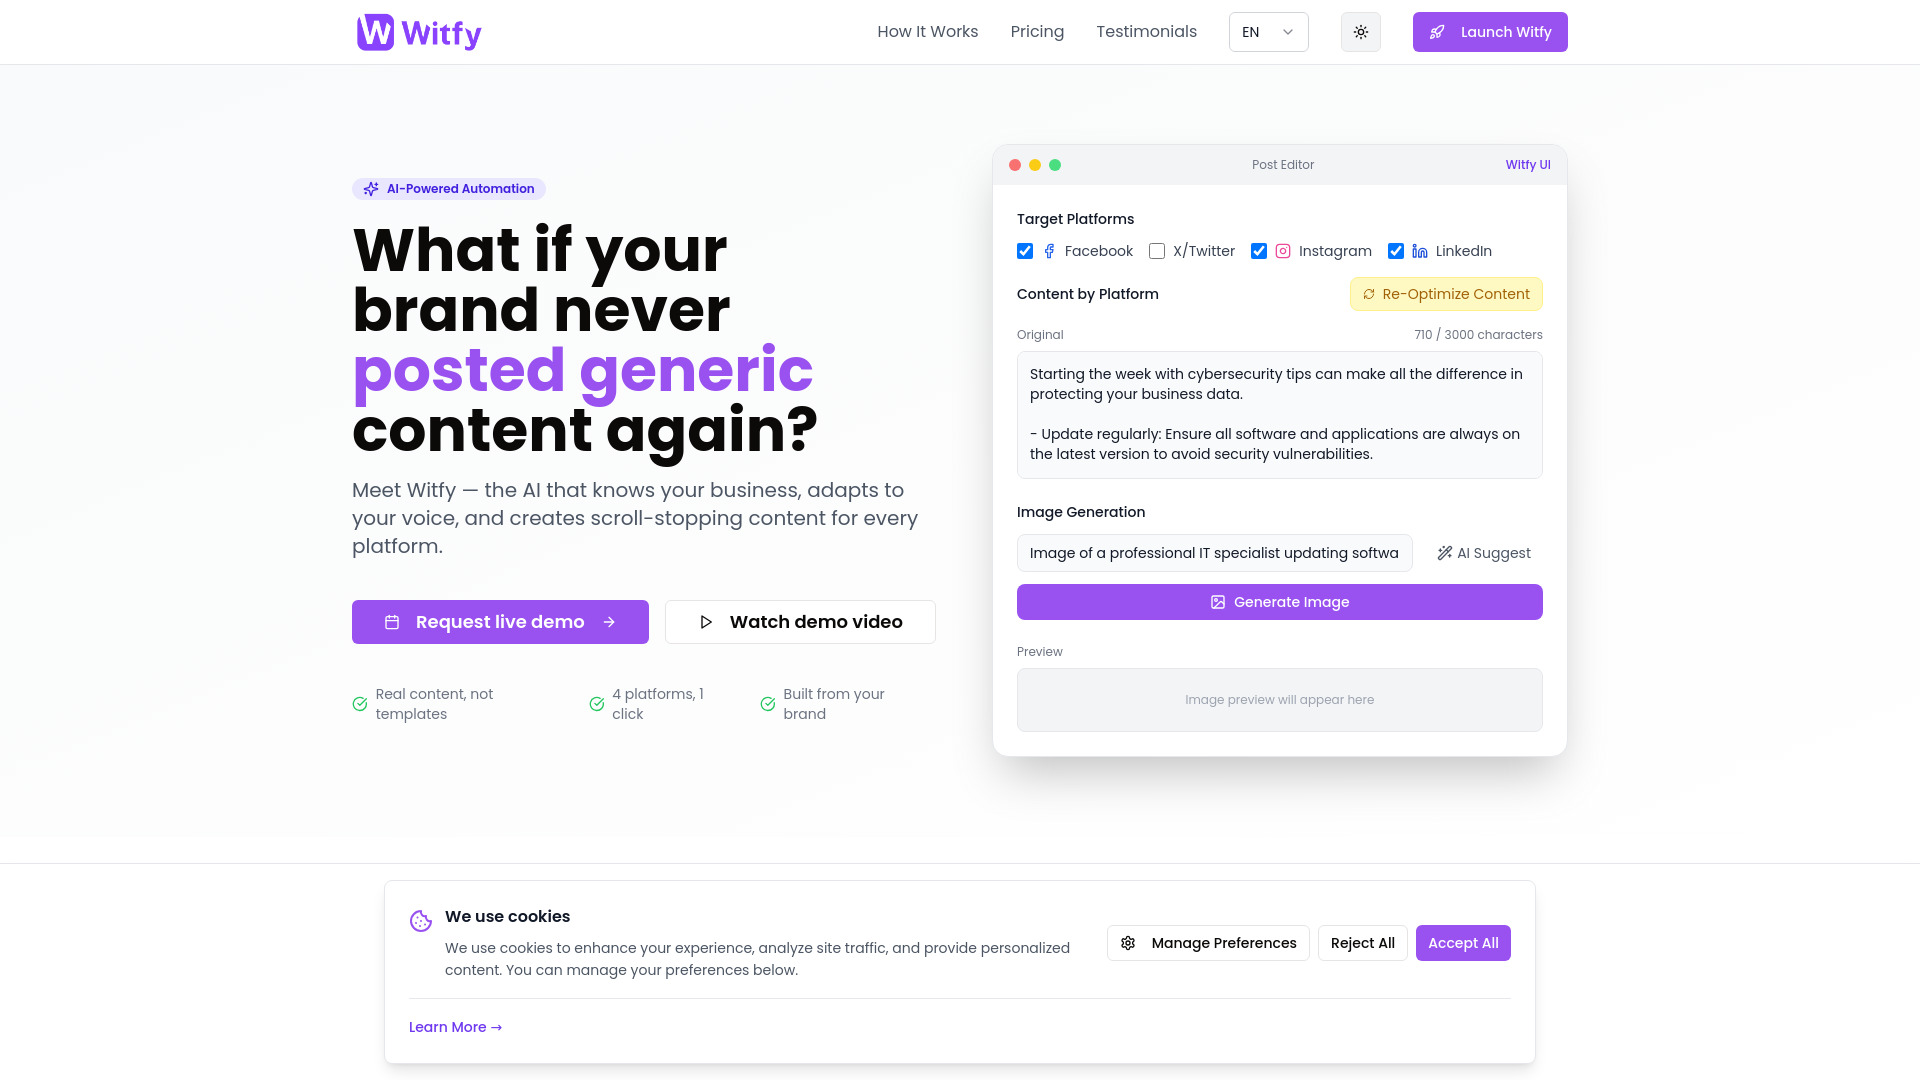 Witfy
How It Works
Pricing
Testimonials
EN
Launch Witfy
AI-Powered Automation
What if your
brand never
posted generic
content again?
Meet Witfy — the AI that knows your business, adapts to
your voice, and creates scroll-stopping content for every
platform.
Request live demo
Watch demo video
Real content, not
templates
4 platforms, 1
click
Built from your
brand
Post Editor
Witfy UI
Target Platforms
Facebook
X/Twitter
Instagram
LinkedIn
Content by Platform
Re-Optimize Content
Original
710 / 3000 characters
Starting the week with cybersecurity tips can make all the difference in
protecting your business data.
- Update regularly: Ensure all software and applications are always on
the latest version to avoid security vulnerabilities.
Image Generation
Image of a professional IT specialist updating softwa
AI Suggest
Generate Image
Preview
Image preview will appear here
We use cookies
We use cookies to enhance your experience, analyze site traffic, and provide personalized
content. You can manage your preferences below.
Manage Preferences
Reject All
Accept All
Learn More →